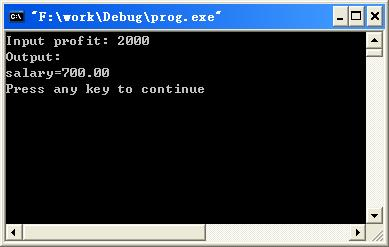 "F:\work\Debug\prog.exe"
Input profit: 2000
Output:
salary=700.00
Press any key to continue